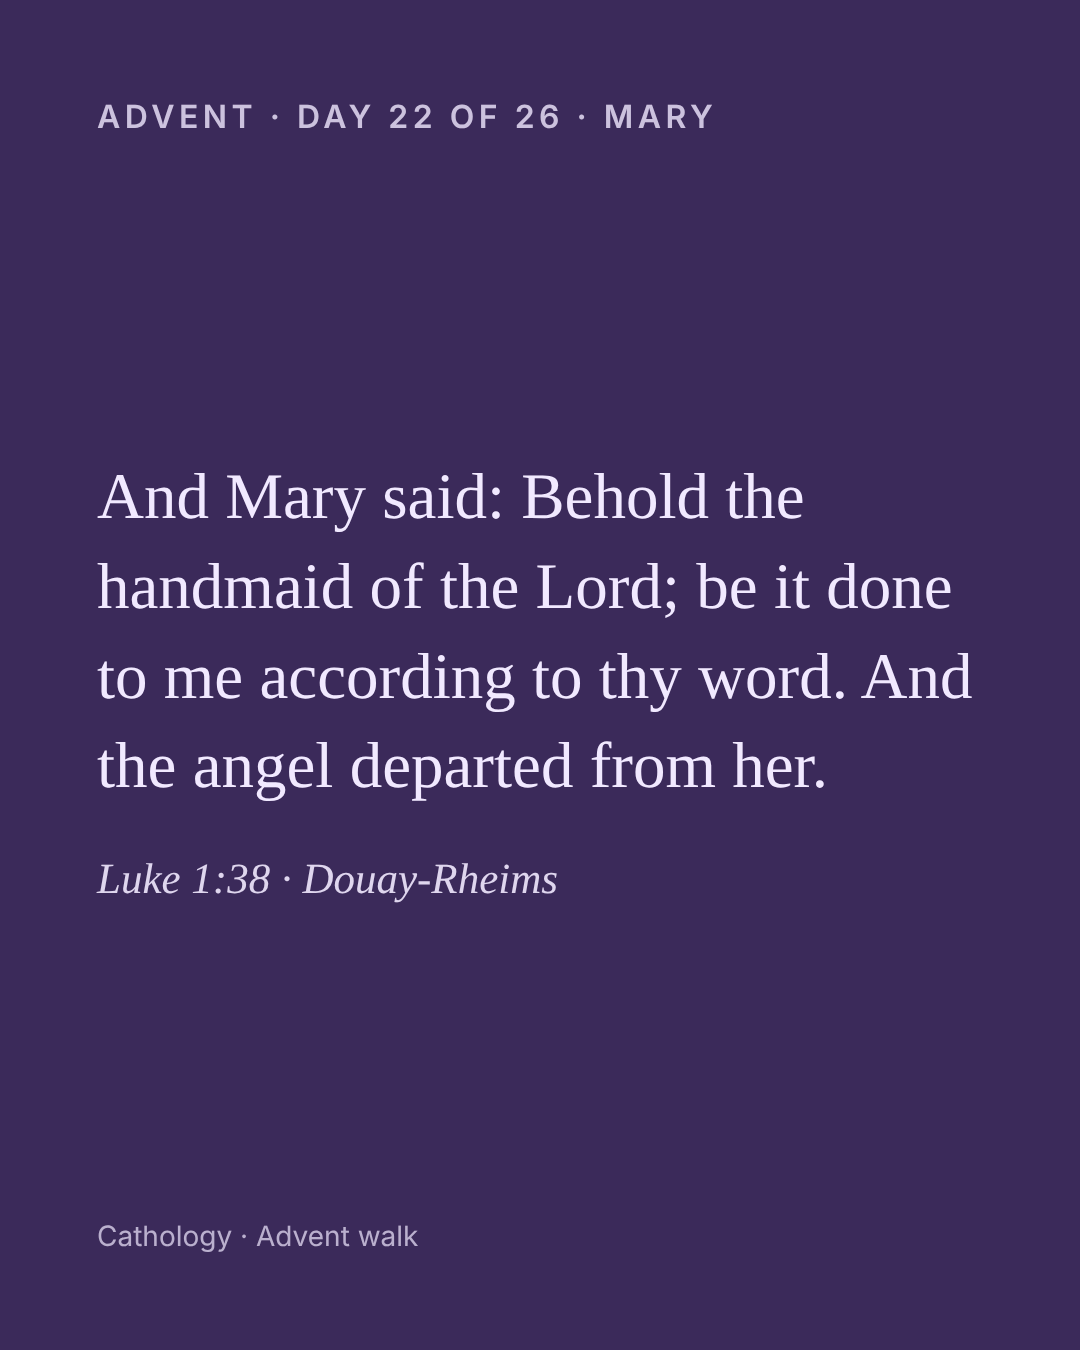 ADVENT · DAY 22 OF 26 · MARY
And Mary said: Behold the
handmaid of the Lord; be it done
to me according to thy word. And
the angel departed from her.
Luke 1:38 · Douay-Rheims
Cathology · Advent walk